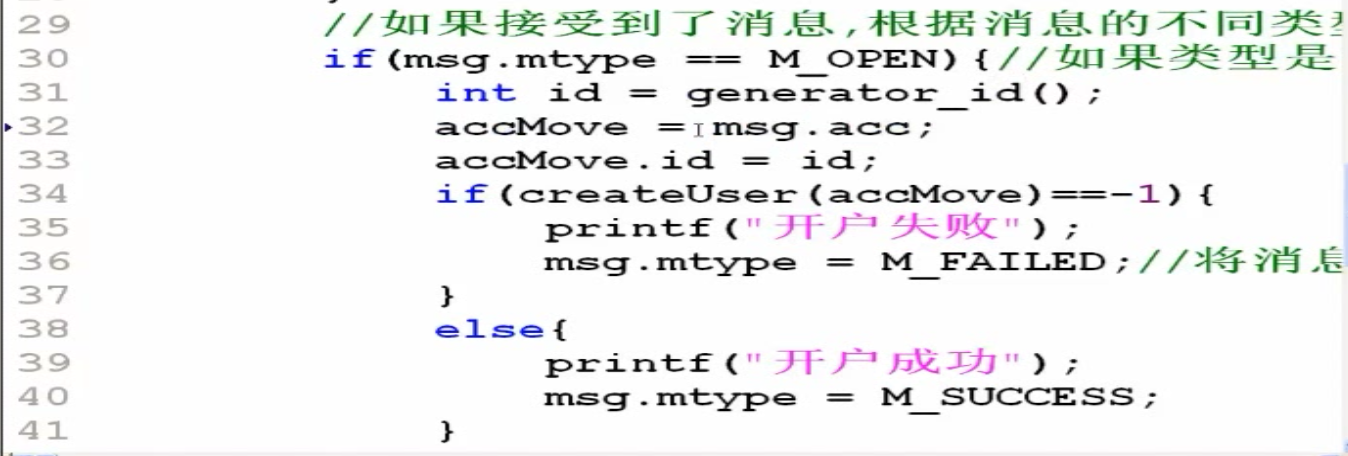 29 //如果接受到了消息,根据消息的不同类
30 if(msg.mtype == M_OPEN){//如果类型是
31 int id = generator_id();
32 accMove = msg.acc;
33 accMove.id = id;
34 if(createUser(accMove)==-1){
35 printf("开户失败");
36 msg.mtype = M_FAILED;//将消息
37 }
38 else{
39 printf("开户成功");
40 msg.mtype = M_SUCCESS;
41 }